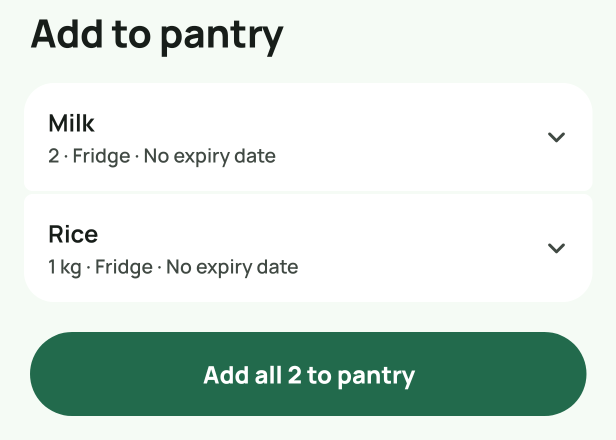 Add to pantry
Milk
2 · Fridge · No expiry date
Rice
1 kg · Fridge · No expiry date
Add all 2 to pantry